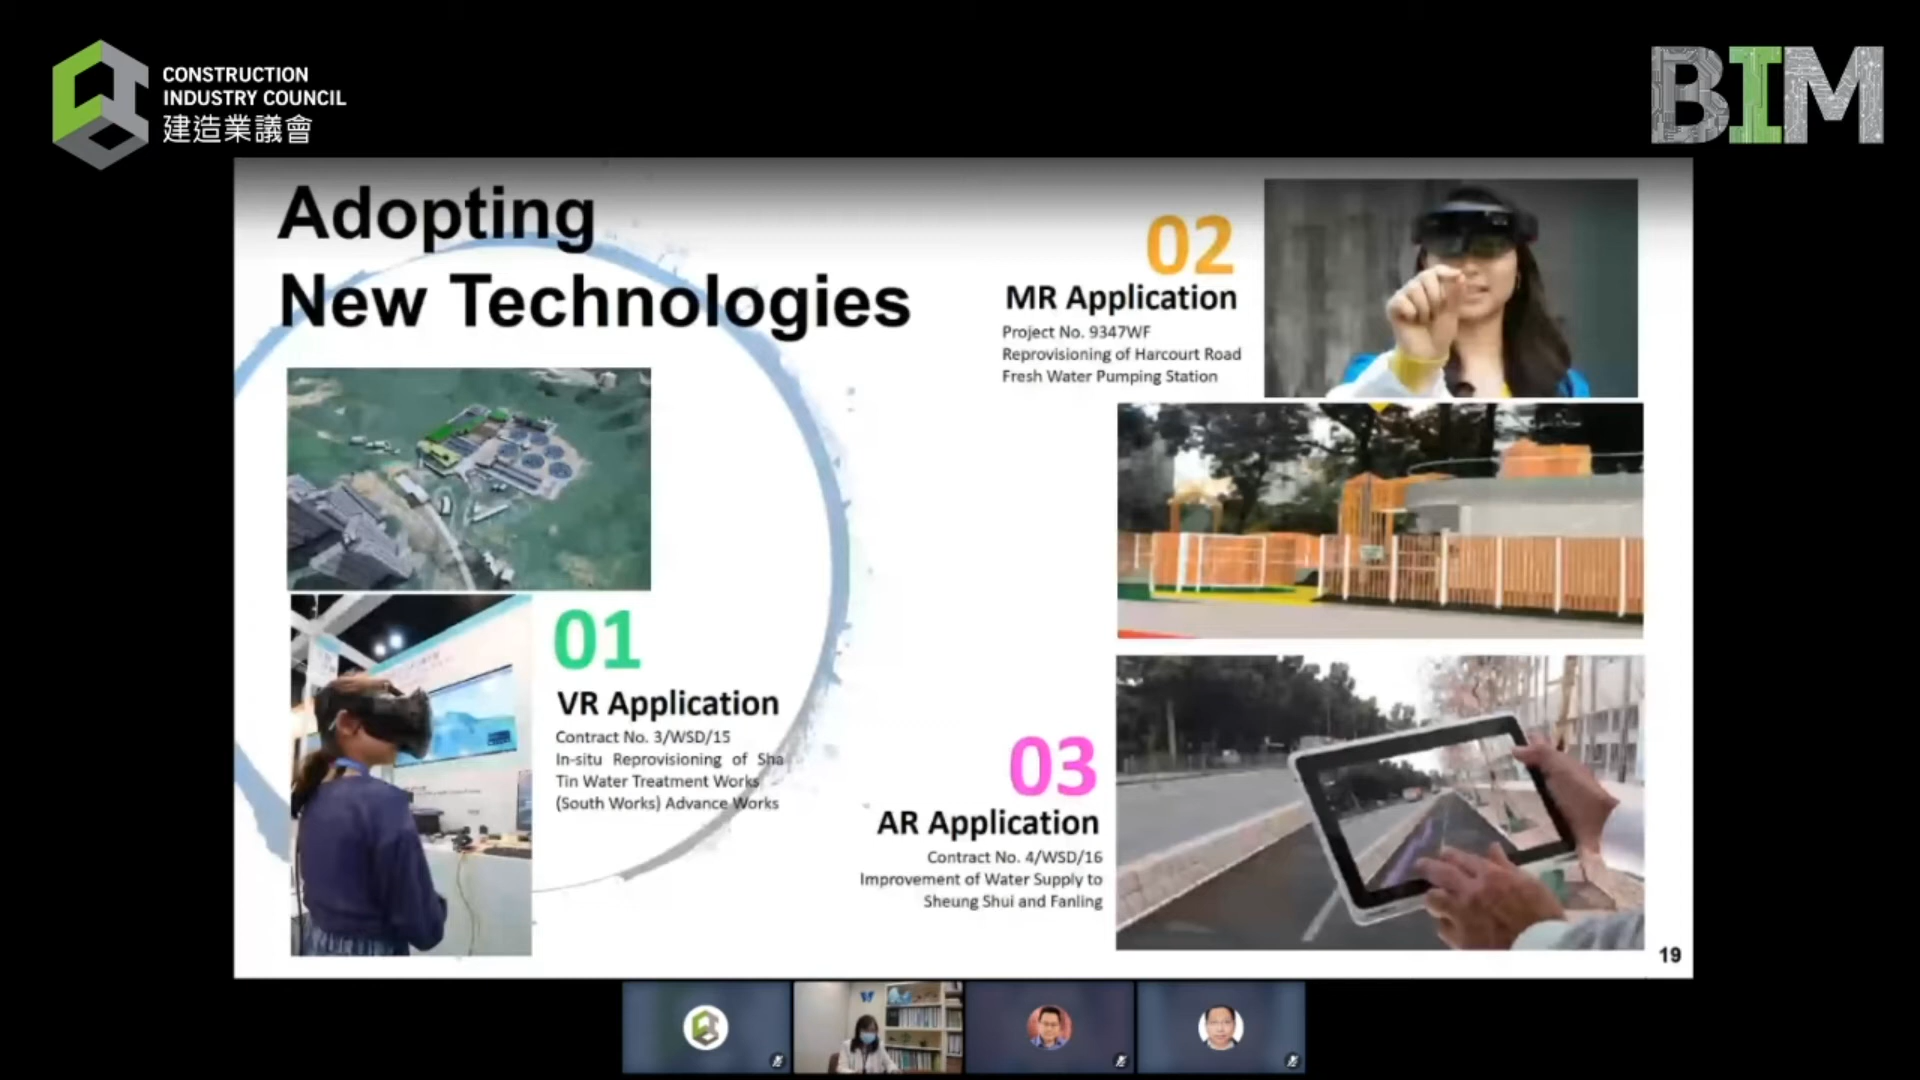 CONSTRUCTION
INDUSTRY COUNCIL
建造業議會
BIM
Adopting
New Technologies
02
MR Application
Project No. 9347WF
Reprovisioning of Harcourt Road
Fresh Water Pumping Station
01
VR Application
Contract No. 3/WSD/15
In-situ Reprovisioning of Sha
Tin Water Treatment Works
(South Works) Advance Works
03
AR Application
Contract No. 4/WSD/16
Improvement of Water Supply to
Sheung Shui and Fanling
19